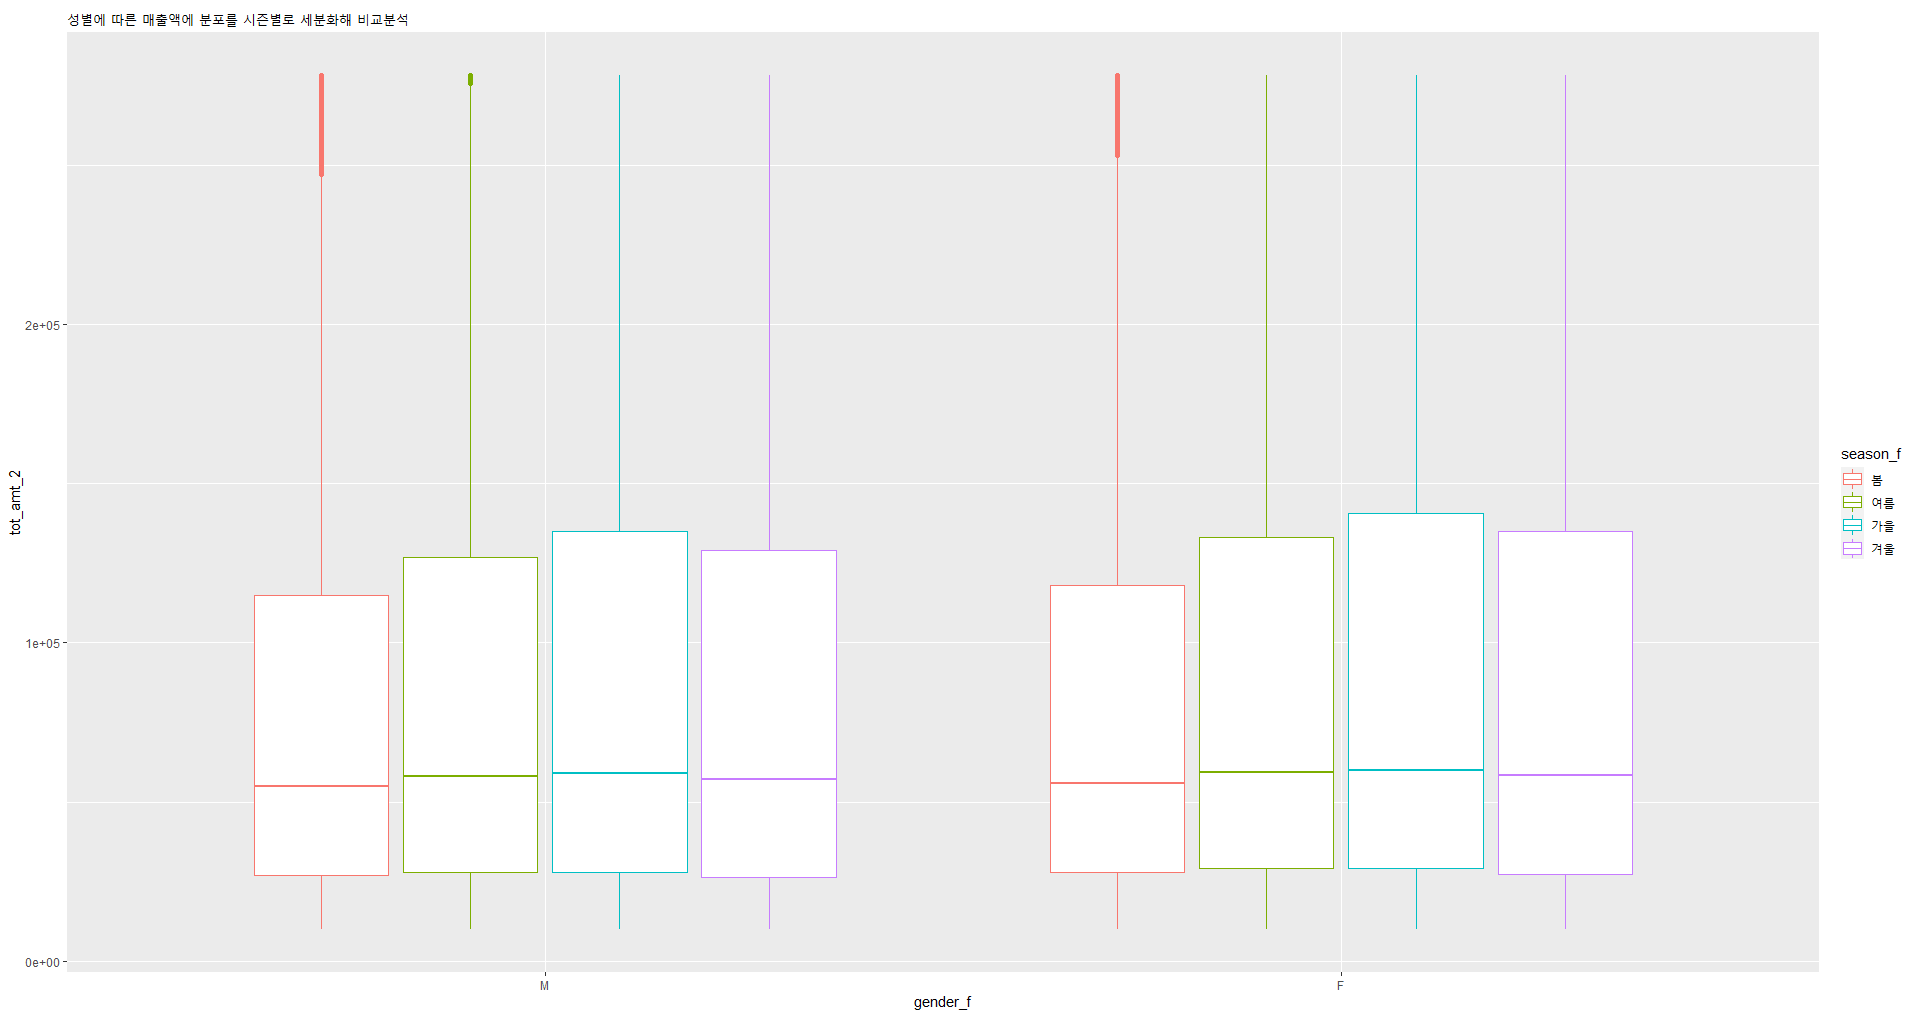 성별에 따른 매출액에 분포를 시즌별로 세분화해 비교분석
tot_amt_2
2e+05
1e+05
0e+00
M
F
gender_f
season_f
봄
여름
가을
겨울